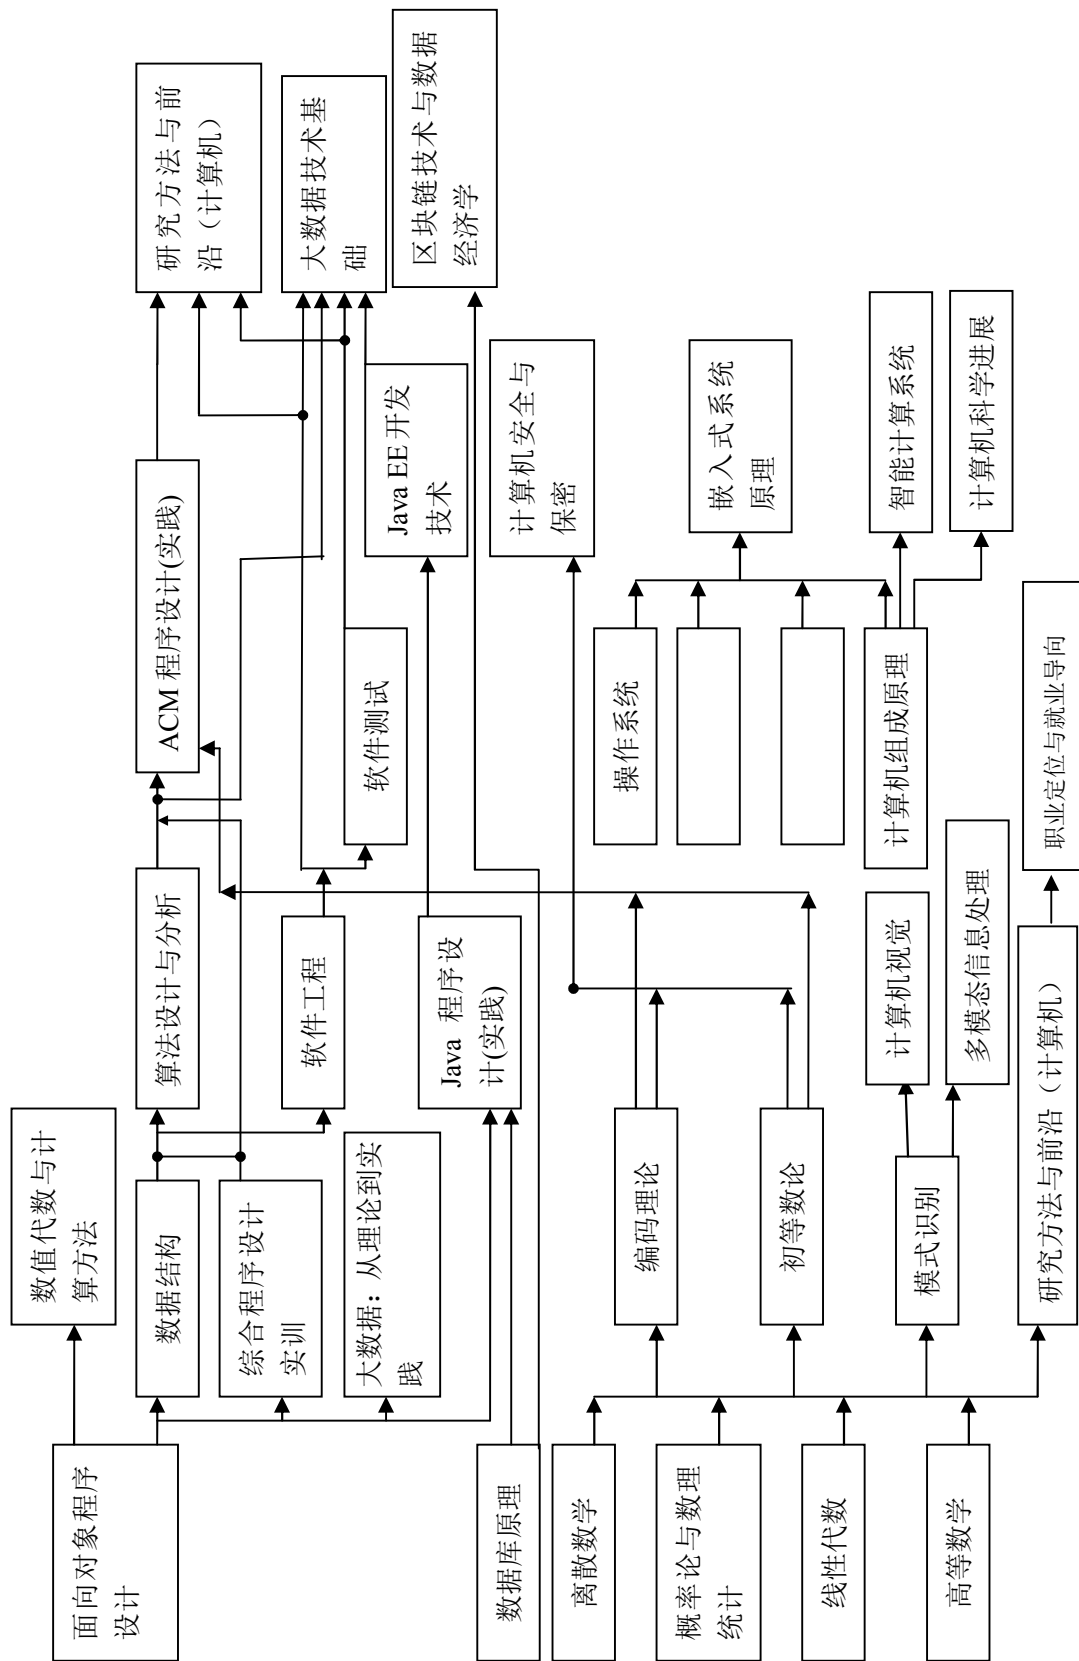 面向对象程序
设计
数据库原理
离散数学
概率论与数理
统计
线性代数
高等数学
数值代数与计
算方法
数据结构
综合程序设计
实训
大数据：从理论到实
践
编码理论
初等数论
模式识别
研究方法与前沿（计算机）
算法设计与分析
软件工程
Java 程序设
计(实践)
计算机视觉
多模态信息处理
ACM 程序设计(实践)
软件测试
Java EE 开发
技术
计算机安全与
保密
操作系统
计算机组成原理
职业定位与就业导向
研究方法与前
沿（计算机）
大数据技术基
础
区块链技术与数据
经济学
嵌入式系统
原理
智能计算系统
计算机科学进展